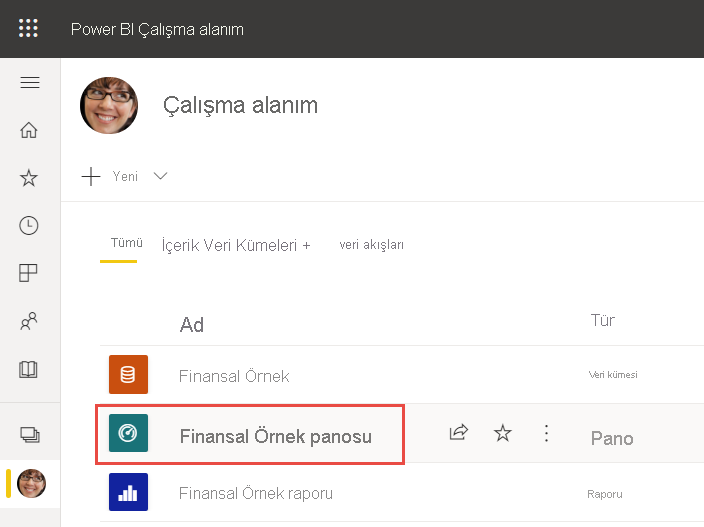 Power BI Çalışma alanım
Çalışma alanım
Yeni
Tümü İçerik Veri Kümeleri + veri akışları
Ad Tür
Finansal Örnek Veri kümesi
Finansal Örnek panosu Pano
Finansal Örnek raporu Raporu